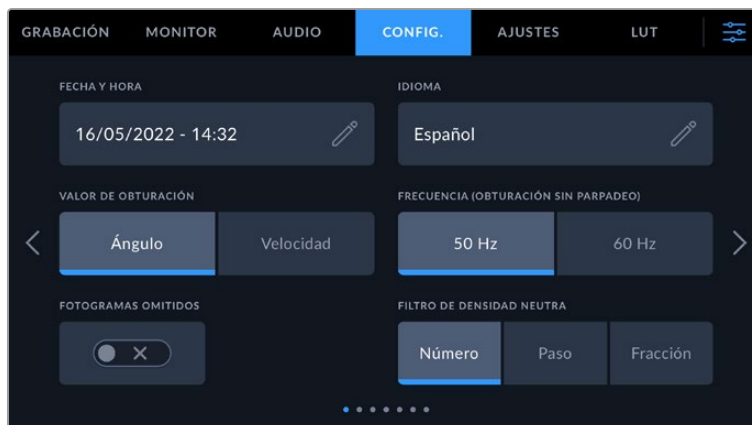 GRABACIÓN MONITOR AUDIO CONFIG. AJUSTES LUT
FECHA Y HORA
16/05/2022 - 14:32
IDIOMA
Español
VALOR DE OBTURACIÓN
Ángulo Velocidad
FRECUENCIA (OBTURACIÓN SIN PARPADEO)
50 Hz 60 Hz
FOTOGRAMAS OMITIDOS
FILTRO DE DENSIDAD NEUTRA
Número Paso Fracción